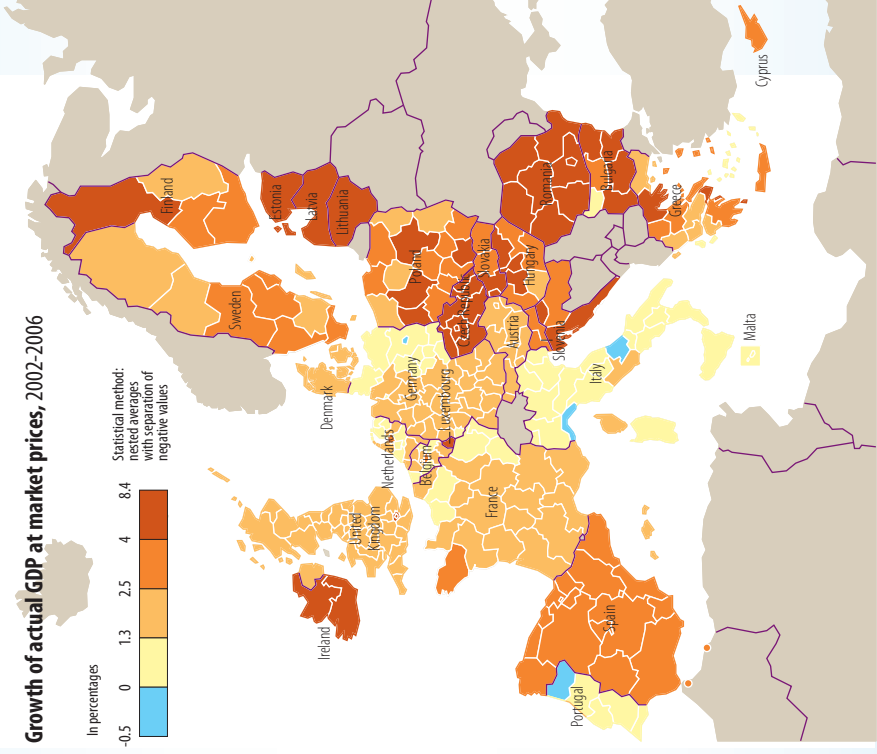 Growth of actual GDP at market prices, 2002-2006
In percentages
-0.5 0 1.3 2.5 4 8.4
Statistical method:
nested averages
with separation of
negative values
Finland
Sweden
Estonia
Latvia
Lithuania
Denmark
Ireland
United
Kingdom
Netherlands
Belgium
Luxembourg
Germany
Poland
Czech Republic
Slovakia
Austria
Hungary
Slovenia
Romania
Bulgaria
France
Italy
Greece
Spain
Portugal
Malta
Cyprus